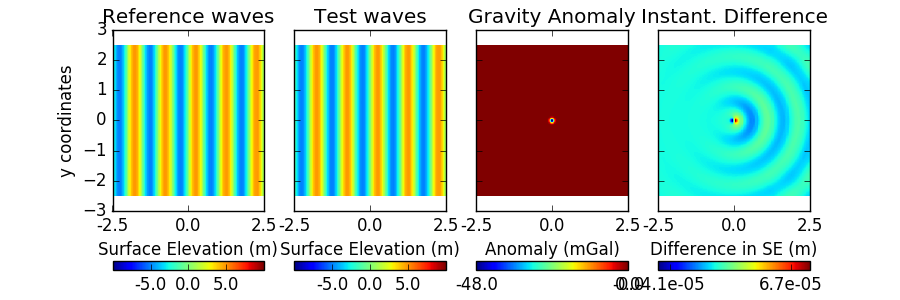 Reference waves
Test waves
Gravity Anomaly
Instant. Difference
y coordinates
3
2
1
0
−1
−2
−3
-2.5 0.0 2.5
-2.5 0.0 2.5
-2.5 0.0 2.5
-2.5 0.0 2.5
Surface Elevation (m)
Surface Elevation (m)
Anomaly (mGal)
Difference in SE (m)
-5.0 0.0 5.0
-5.0 0.0 5.0
-48.0 -0.0
6.7e-05